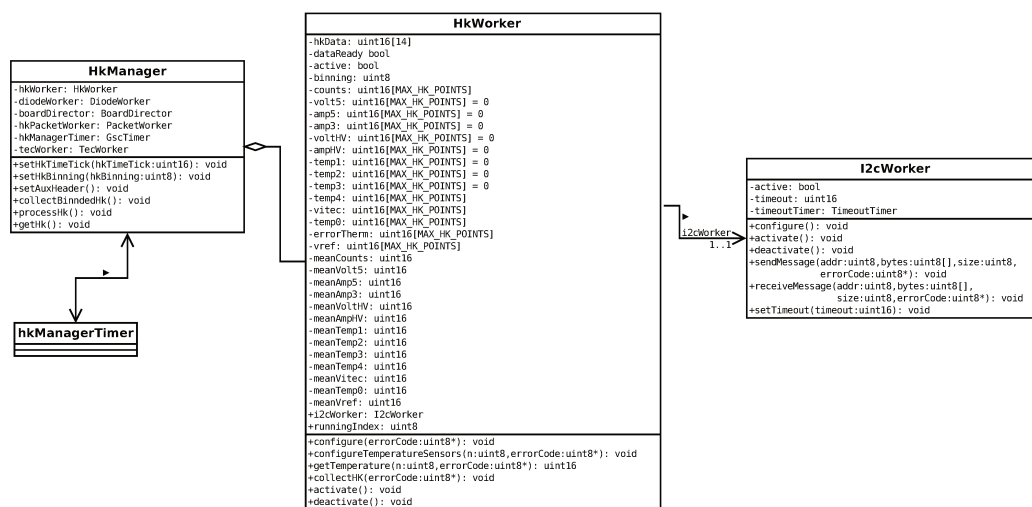 HkManager
-hkWorker: HkWorker
-diodeWorker: DiodeWorker
-boardDirector: BoardDirector
-hkPacketWorker: PacketWorker
-hkManagerTimer: GscTimer
-tecWorker: TecWorker
+setHkTimeTick(hkTimeTick:uint16): void
+setHkBinning(hkBinning:uint8): void
+setAuxHeader(): void
+collectBinndedHk(): void
+processHk(): void
+getHk(): void
hkManagerTimer
HkWorker
-hkData: uint16[14]
-dataReady bool
-active: bool
-binning: uint8
-counts: uint16[MAX_HK_POINTS]
-volt5: uint16[MAX_HK_POINTS] = 0
-amp5: uint16[MAX_HK_POINTS] = 0
-amp3: uint16[MAX_HK_POINTS] = 0
-voltHV: uint16[MAX_HK_POINTS] = 0
-ampHV: uint16[MAX_HK_POINTS]
-temp1: uint16[MAX_HK_POINTS] = 0
-temp2: uint16[MAX_HK_POINTS] = 0
-temp3: uint16[MAX_HK_POINTS] = 0
-temp4: uint16[MAX_HK_POINTS]
-vitec: uint16[MAX_HK_POINTS]
-temp0: uint16[MAX_HK_POINTS]
-errorTherm: uint16[MAX_HK_POINTS]
-vref: uint16[MAX_HK_POINTS]
-meanCounts: uint16
-meanVolt5: uint16
-meanAmp5: uint16
-meanAmp3: uint16
-meanVoltHV: uint16
-meanAmpHV: uint16
-meanTemp1: uint16
-meanTemp2: uint16
-meanTemp3: uint16
-meanTemp4: uint16
-meanVitec: uint16
-meanTemp0: uint16
-meanVref: uint16
+i2cWorker: I2cWorker
+runningIndex: uint8
+configure(errorCode:uint8*): void
+configureTemperatureSensors(n:uint8,errorCode:uint8*): void
+getTemperature(n:uint8,errorCode:uint8*): uint16
+collectHK(errorCode:uint8*): void
+activate(): void
+deactivate(): void
i2cWorker
1..1
I2cWorker
-active: bool
-timeout: uint16
-timeoutTimer: TimeoutTimer
+configure(): void
+activate(): void
+deactivate(): void
+sendMessage(addr:uint8,bytes:uint8[],size:uint8,
errorCode:uint8*): void
+receiveMessage(addr:uint8,bytes:uint8[],
size:uint8,errorCode:uint8*): void
+setTimeout(timeout:uint16): void